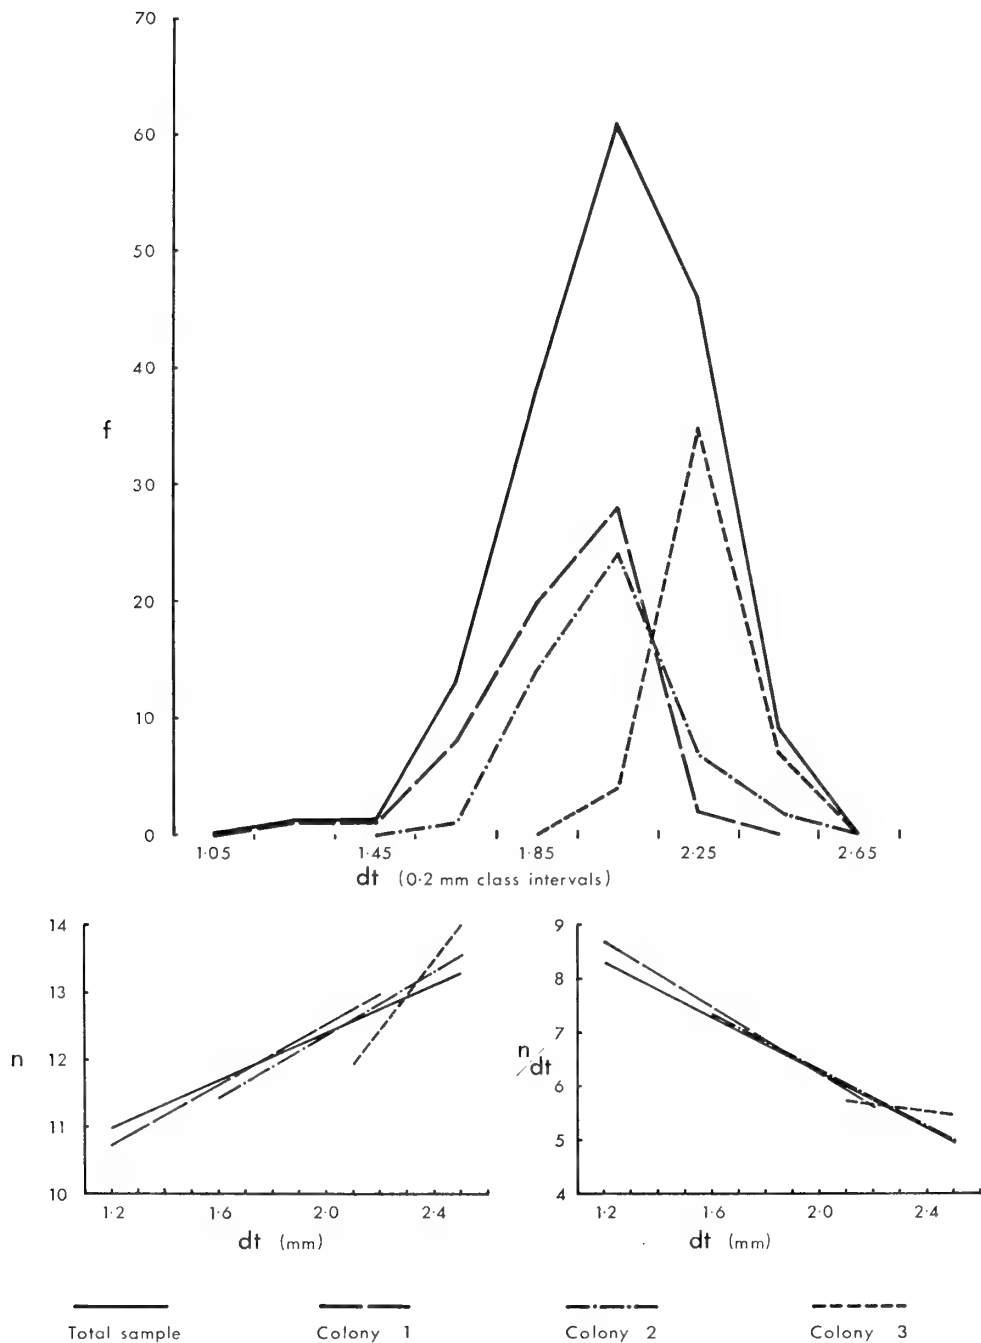 70
60
50
40
f
30
20
10
0
1·05 1·45 1·85 2·25 2·65
dt (0·2 mm class intervals)
14
13
n 12
11
10
1·2 1·6 2·0 2·4
dt (mm)
9
8
7
n/dt
6
5
4
1·2 1·6 2·0 2·4
dt (mm)
Total sample Colony 1 Colony 2 Colony 3